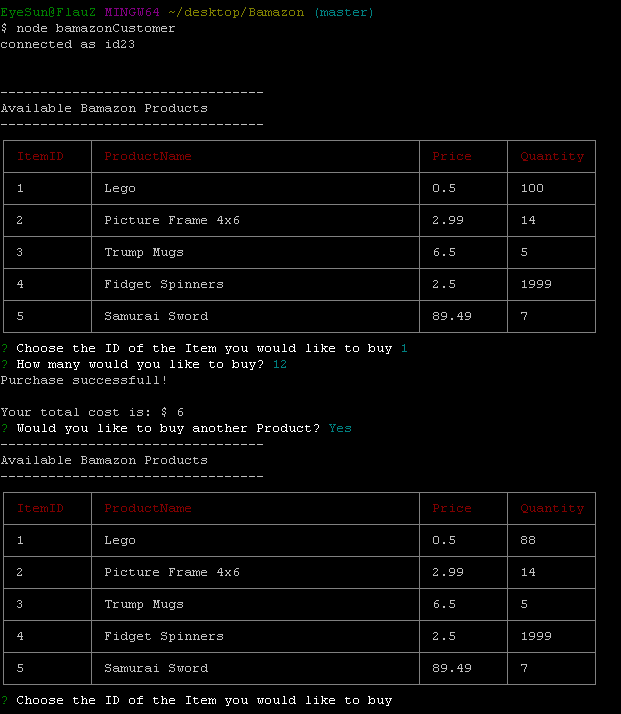 EyeSun@FlauZ MINGW64 ~/desktop/Bamazon (master)
$ node bamazonCustomer
connected as id23
---------------------------------
Available Bamazon Products
---------------------------------
ItemID ProductName Price Quantity
1 Lego 0.5 100
2 Picture Frame 4x6 2.99 14
3 Trump Mugs 6.5 5
4 Fidget Spinners 2.5 1999
5 Samurai Sword 89.49 7
? Choose the ID of the Item you would like to buy 1
? How many would you like to buy? 12
Purchase successfull!
Your total cost is: $ 6
? Would you like to buy another Product? Yes
---------------------------------
Available Bamazon Products
---------------------------------
ItemID ProductName Price Quantity
1 Lego 0.5 88
2 Picture Frame 4x6 2.99 14
3 Trump Mugs 6.5 5
4 Fidget Spinners 2.5 1999
5 Samurai Sword 89.49 7
? Choose the ID of the Item you would like to buy